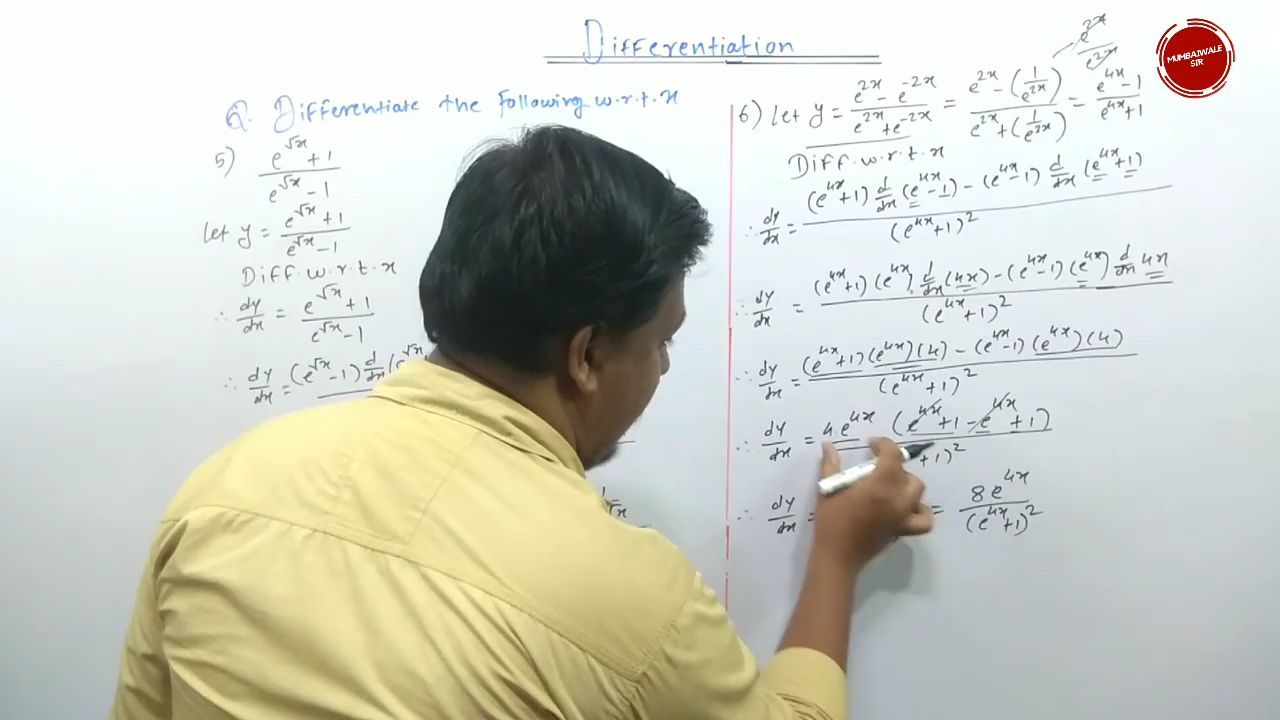 Differentiation
MUMBAIWALE
SIR
Q. Differentiate the following w.r.t.x
5) (e^√x + 1)/(e^√x - 1)
Let y = (e^√x + 1)/(e^√x - 1)
Diff.w.r.t.x
∴ dy/dx = (e^√x + 1)/(e^√x - 1)
∴ dy/dx = (e^√x - 1) d/dx (e^√x
e^2x/e^2x
6) Let y = (e^2x - e^-2x)/(e^2x + e^-2x) = (e^2x - (1/e^2x))/(e^2x + (1/e^2x)) = (e^4x - 1)/(e^4x + 1)
Diff.w.r.t.x
∴ dy/dx = ((e^4x + 1) d/dx (e^4x - 1) - (e^4x - 1) d/dx (e^4x + 1))/(e^4x + 1)^2
∴ dy/dx = ((e^4x + 1)(e^4x) . d/dx (4x) - (e^4x - 1)(e^4x) d/dx 4x)/(e^4x + 1)^2
∴ dy/dx = ((e^4x + 1)(e^4x)(4) - (e^4x - 1)(e^4x)(4))/(e^4x + 1)^2
∴ dy/dx = 4.e^4x (e^4x + 1 - e^4x + 1)/ + 1)^2
∴ dy/dx = = 8e^4x/(e^4x + 1)^2